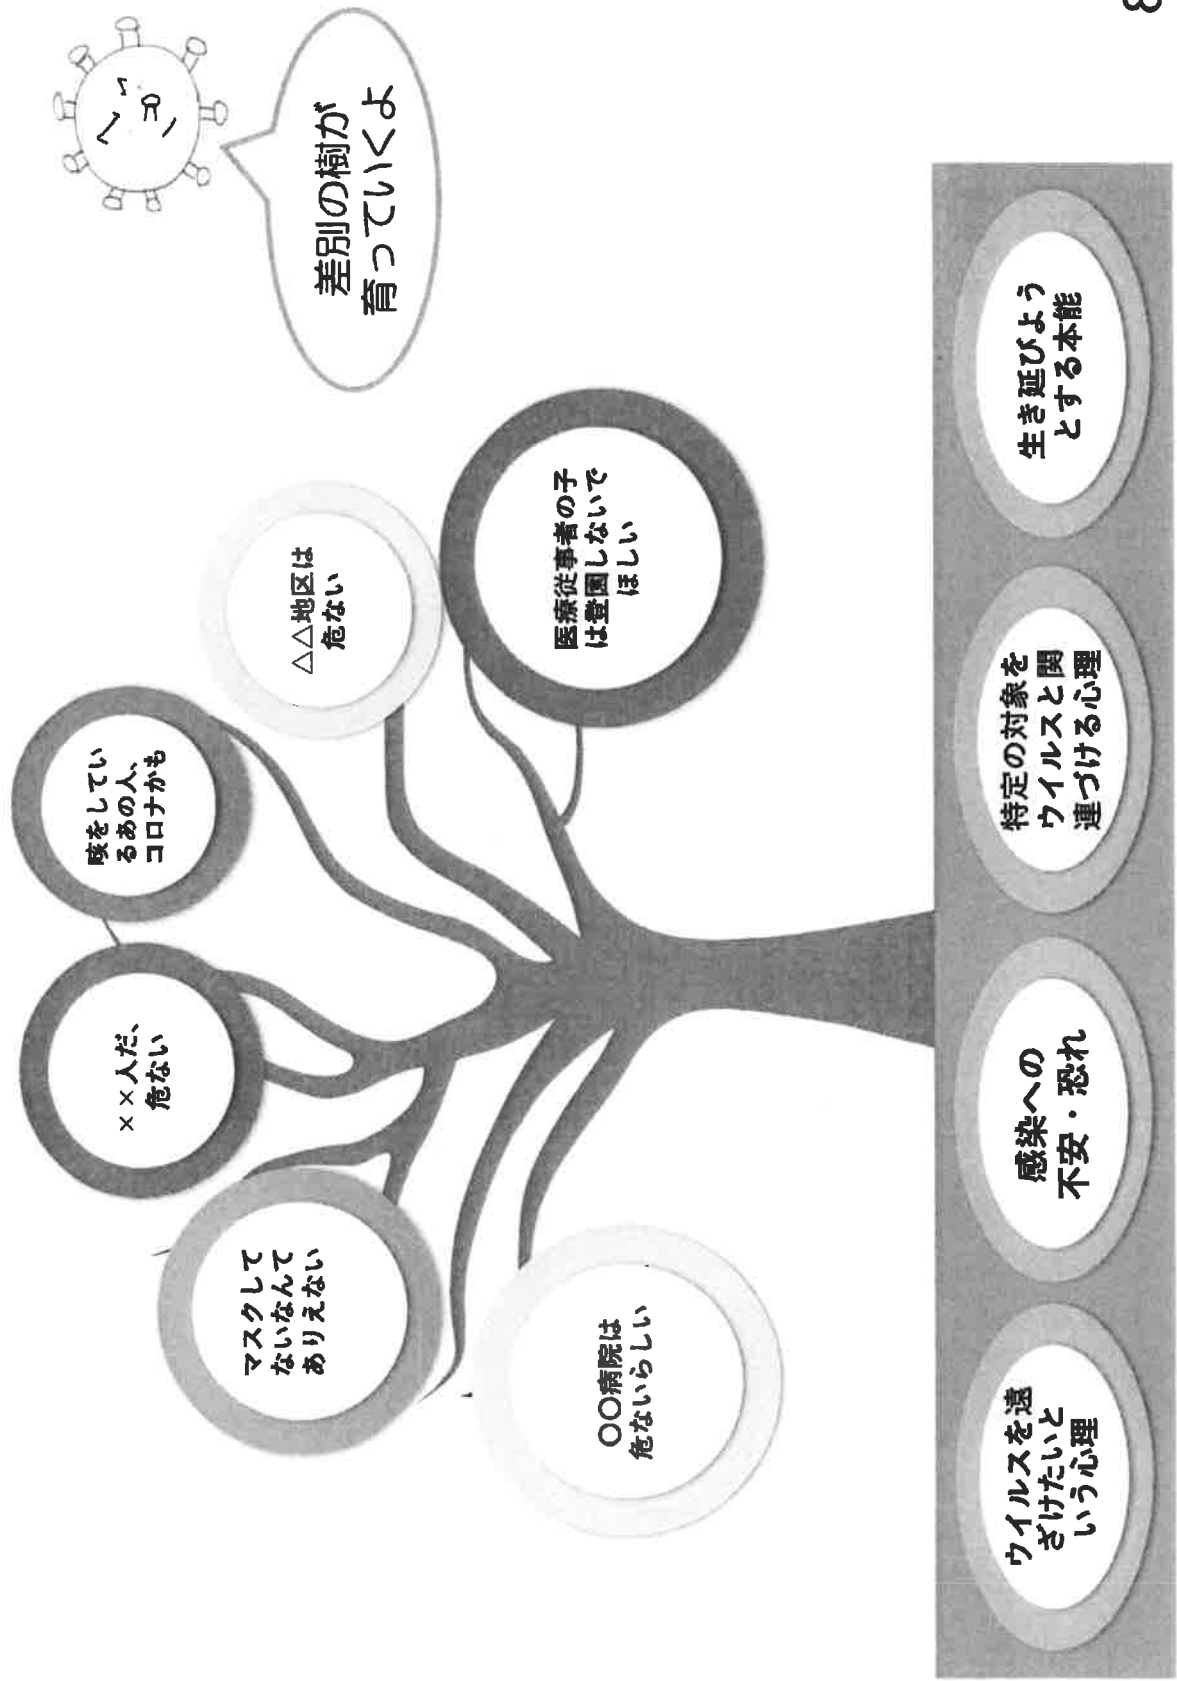 差別の樹が
育っていくよ
××人だ、
危ない
咳をしてい
るあの人、
コロナかも
マスクして
ないなんて
ありえない
△△地区は
危ない
〇〇病院は
危ないらしい
医療従事者の子
は登園しないで
ほしい
ウイルスを遠
ざけたいと
いう心理
感染への
不安・恐れ
特定の対象を
ウイルスと関
連づける心理
生き延びよう
とする本能
8